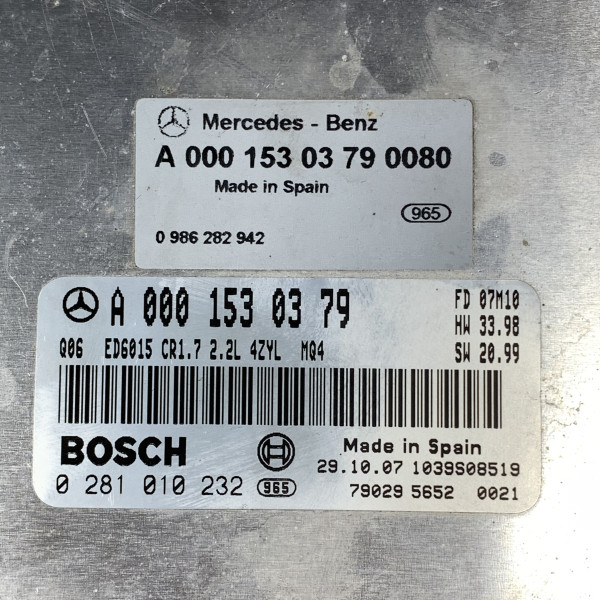 Mercedes - Benz
A 000 153 03 79 0080
Made in Spain
965
0 986 282 942
A 000 153 03 79
FD 07M10
HW 33.98
Q06 ED6015 CR1.7 2.2L 4ZYL MQ4
SW 20.99
BOSCH
Made in Spain
29.10.07 1039S08519
0 281 010 232 965
790295652 0021